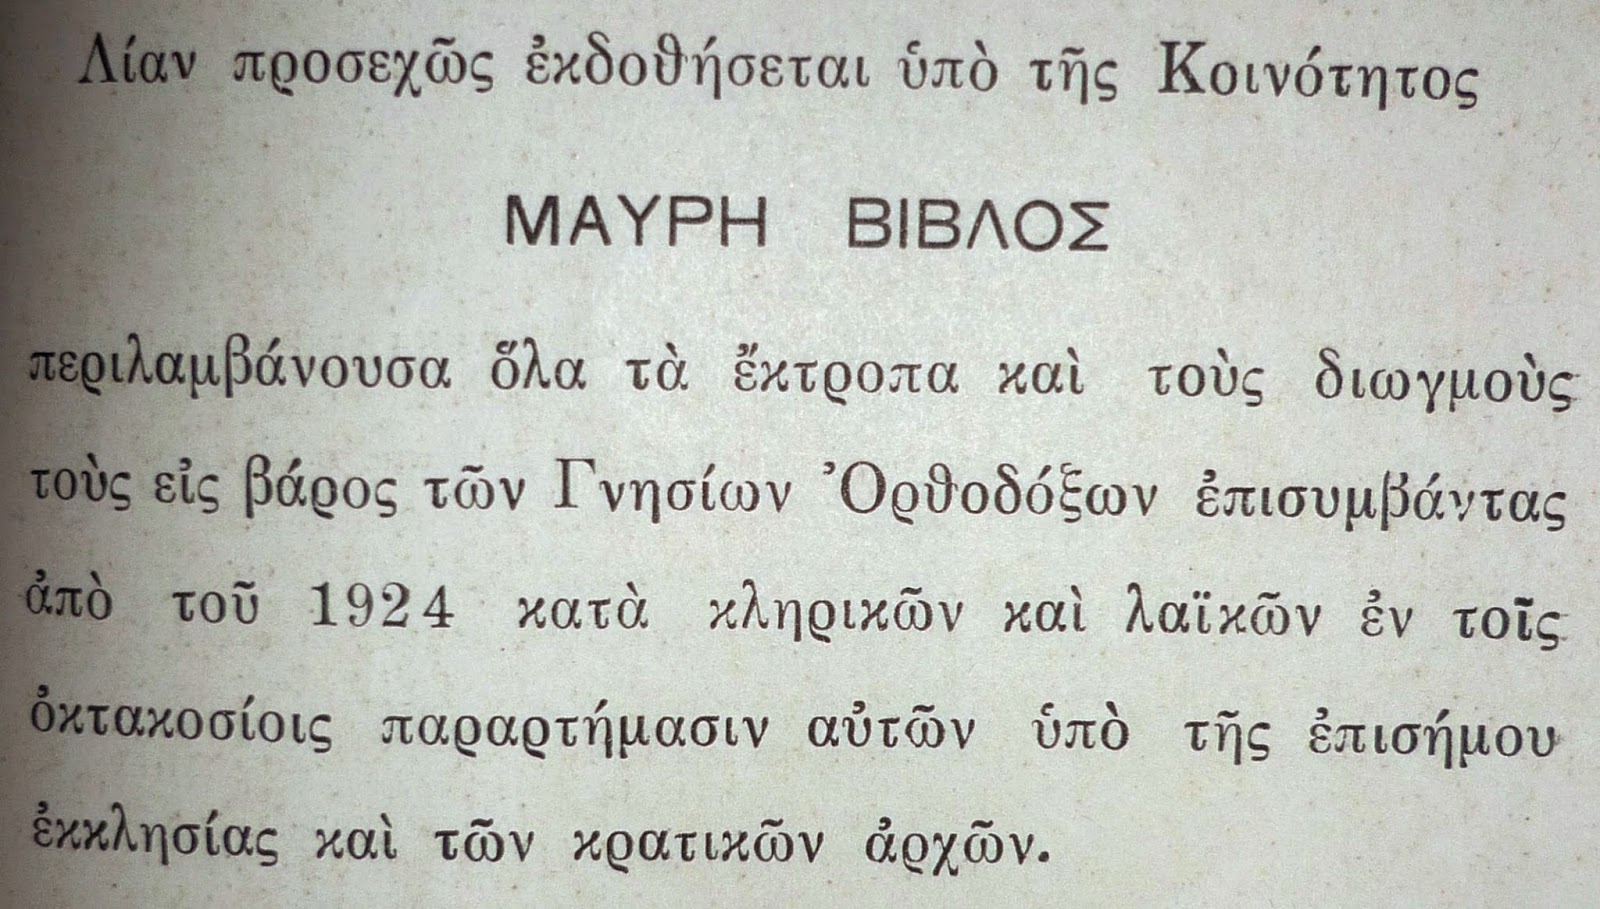 Λίαν προσεχῶς ἐκδοθήσεται ὑπὸ τῆς Κοινότητος
ΜΑΥΡΗ ΒΙΒΛΟΣ
περιλαμβάνουσα ὅλα τὰ ἔκτροπα καὶ τοὺς διωγμοὺς
τοὺς εἰς βάρος τῶν Γνησίων Ὀρθοδόξων ἐπισυμβάντας
ἀπὸ τοῦ 1924 κατὰ κληρικῶν καὶ λαϊκῶν ἐν τοῖς
ὀκτακοσίοις παραρτήμασιν αὐτῶν ὑπὸ τῆς ἐπισήμου
ἐκκλησίας καὶ τῶν κρατικῶν ἀρχῶν.